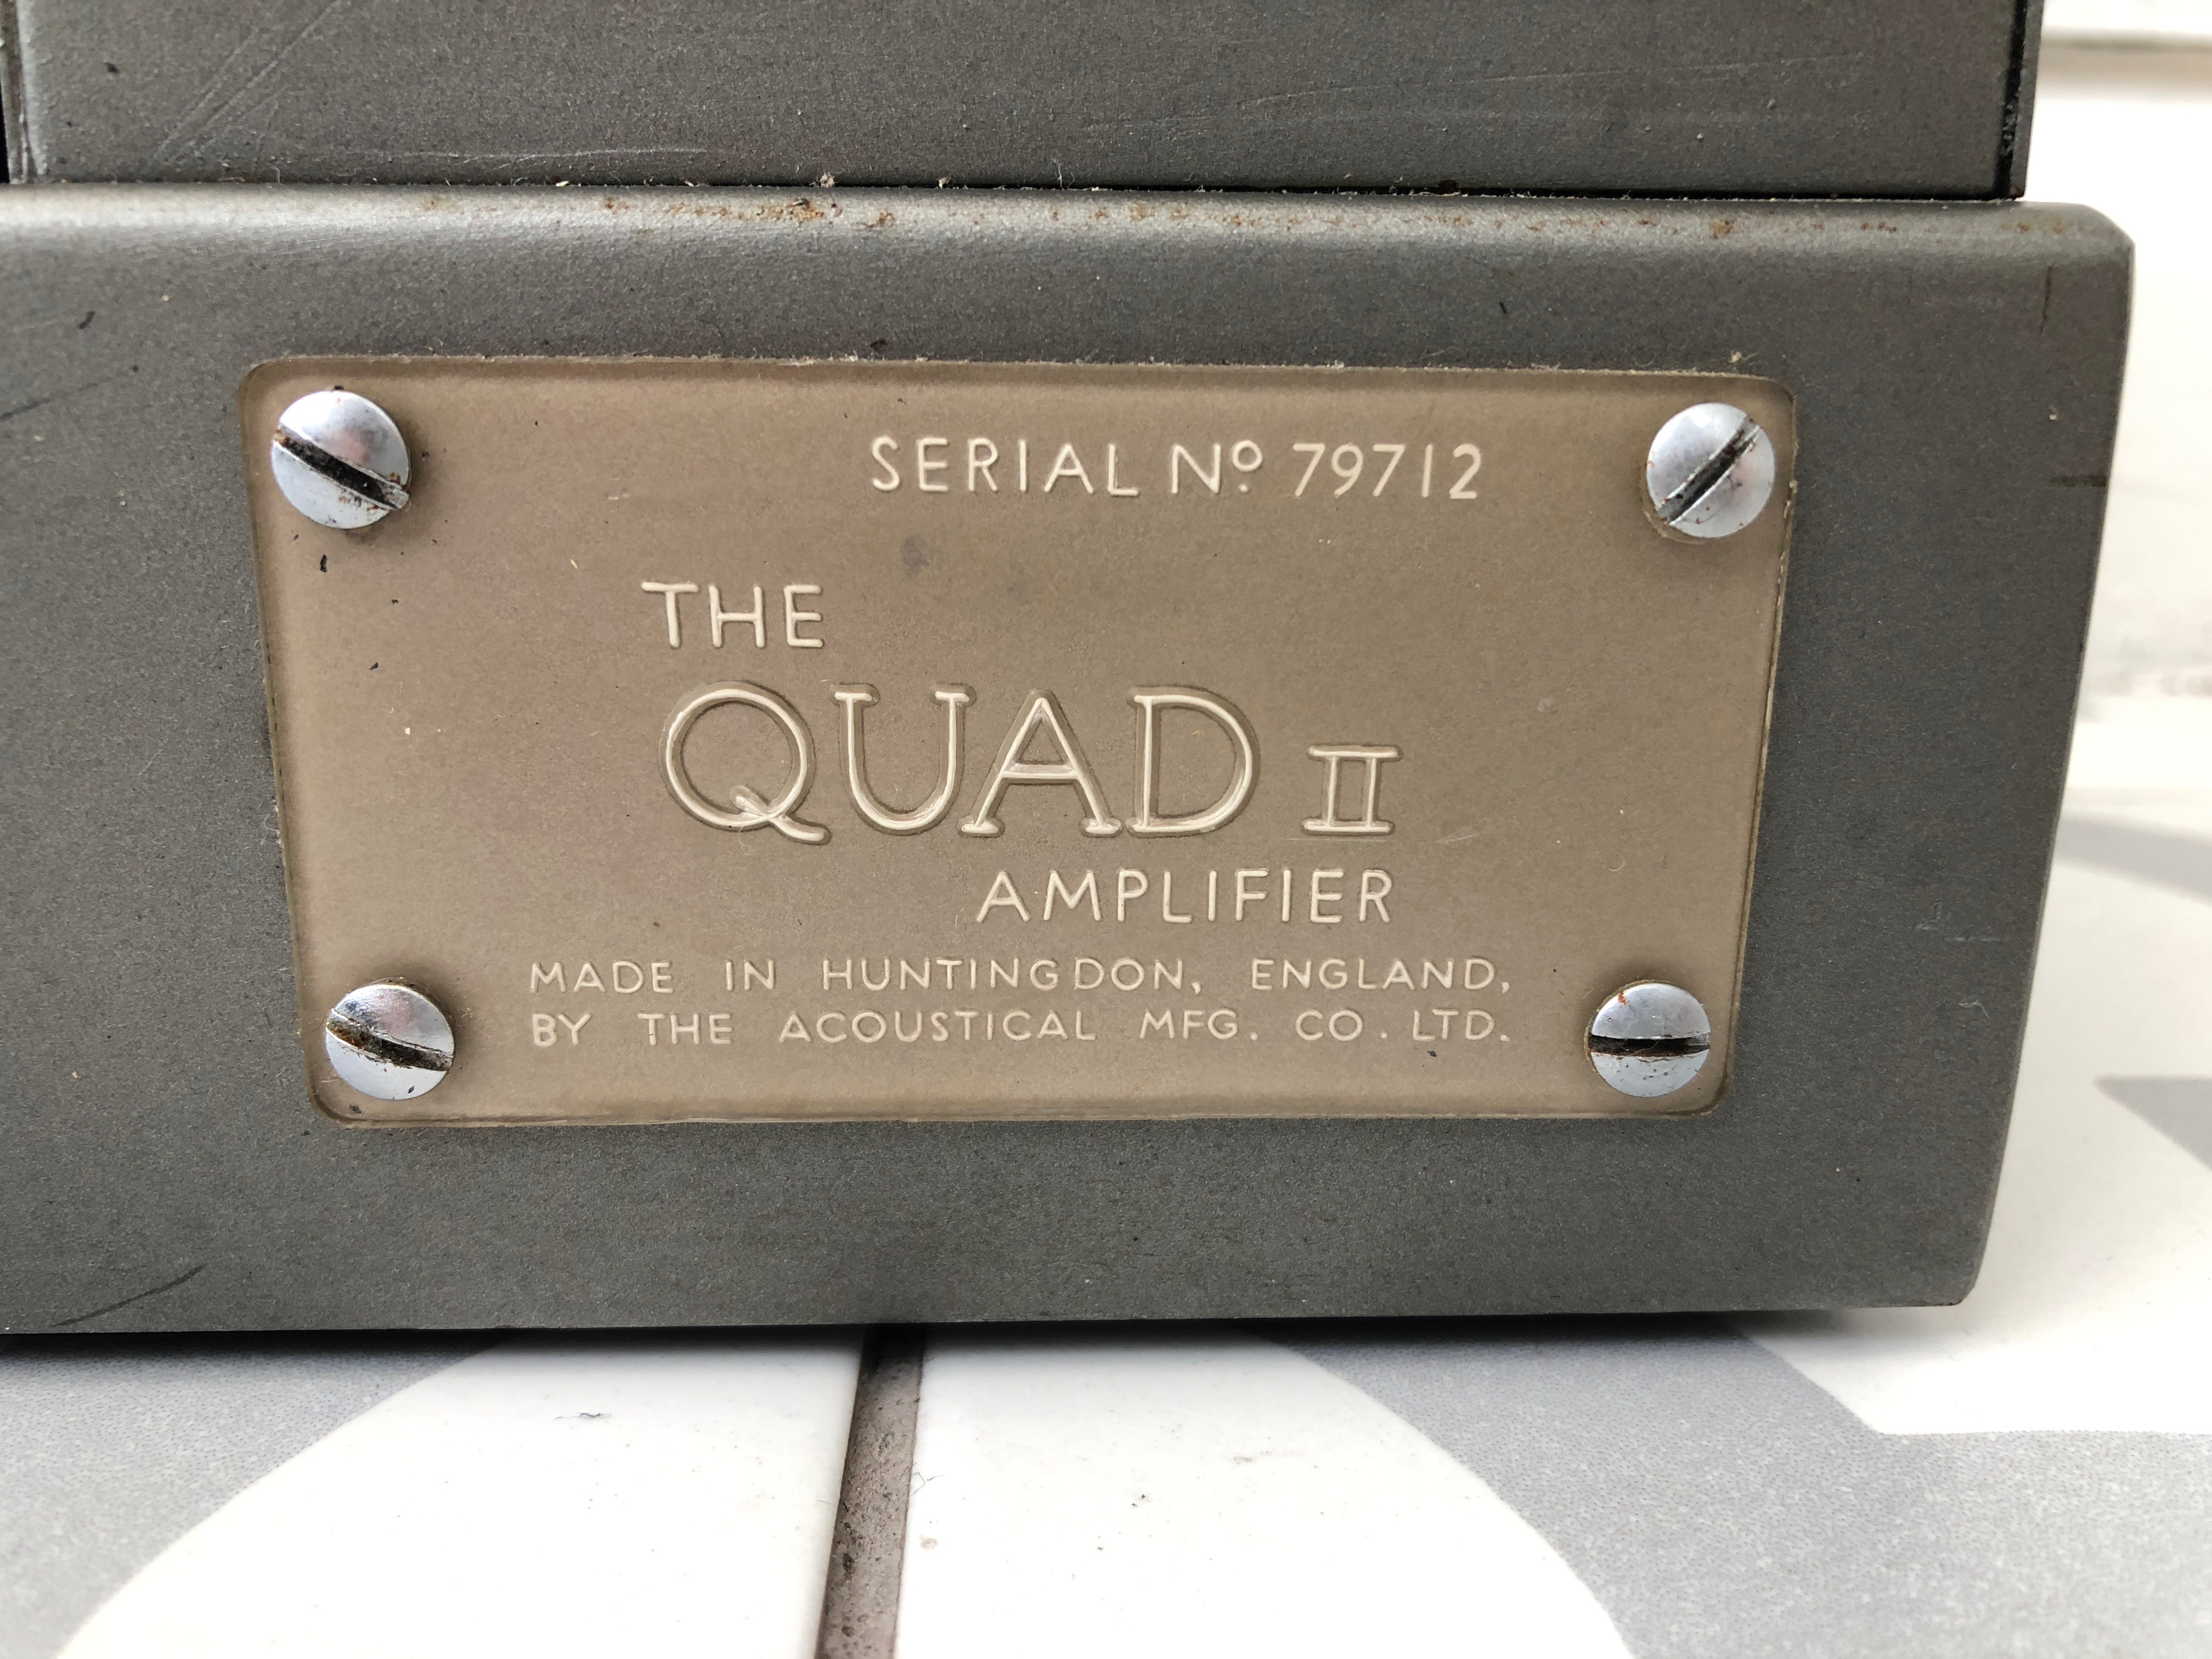 SERIAL Nº 79712
THE
QUAD II
AMPLIFIER
MADE IN HUNTINGDON, ENGLAND,
BY THE ACOUSTICAL MFG. CO. LTD.